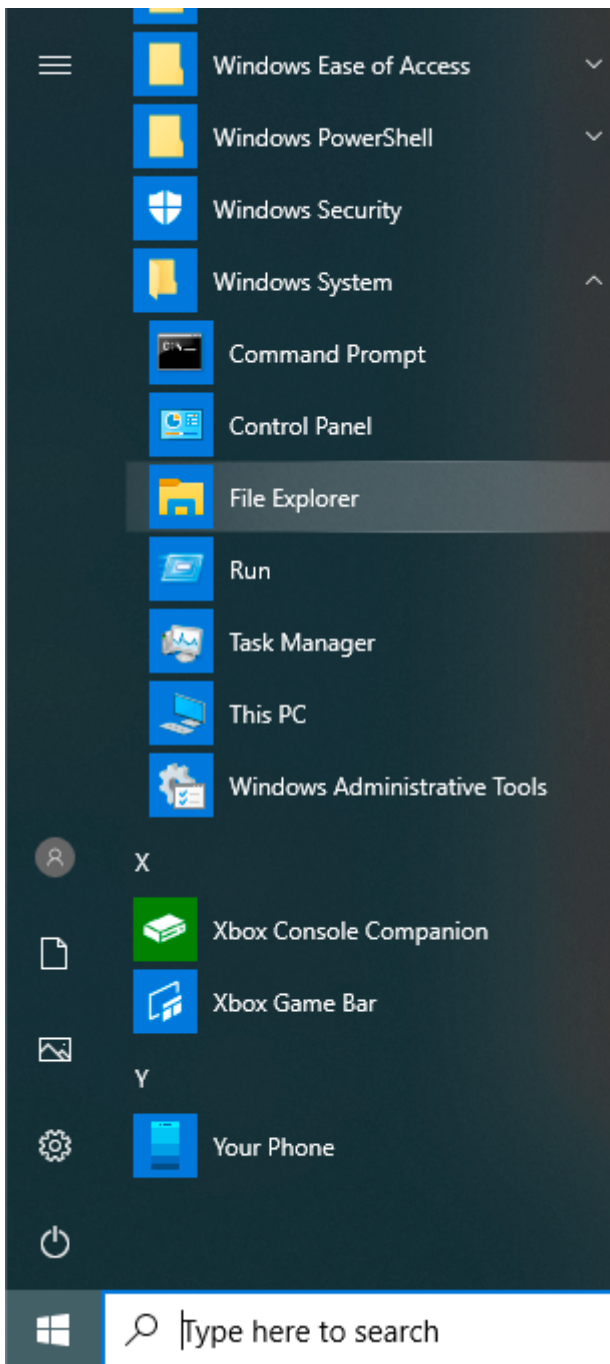 Windows Ease of Access
Windows PowerShell
Windows Security
Windows System
Command Prompt
Control Panel
File Explorer
Run
Task Manager
This PC
Windows Administrative Tools
X
Xbox Console Companion
Xbox Game Bar
Y
Your Phone
Type here to search